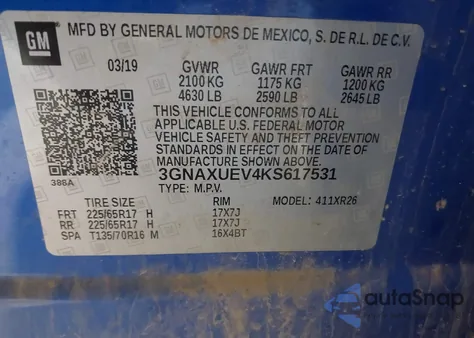 GM
MFD BY GENERAL MOTORS DE MEXICO, S. DE R.L. DE C.V.
03/19 GVWR GAWR FRT GAWR RR
2100 KG 1175 KG 1200 KG
4630 LB 2590 LB 2645 LB
THIS VEHICLE CONFORMS TO ALL
APPLICABLE U.S. FEDERAL MOTOR
VEHICLE SAFETY AND THEFT PREVENTION
STANDARDS IN EFFECT ON THE DATE OF
MANUFACTURE SHOWN ABOVE.
386A
3GNAXUEV4KS617531
TYPE: M.P.V. MODEL: 411XR26
TIRE SIZE RIM
FRT 225/65R17 H 17X7J
RR 225/65R17 H 17X7J
SPA T135/70R16 M 16X4BT
autoSnap